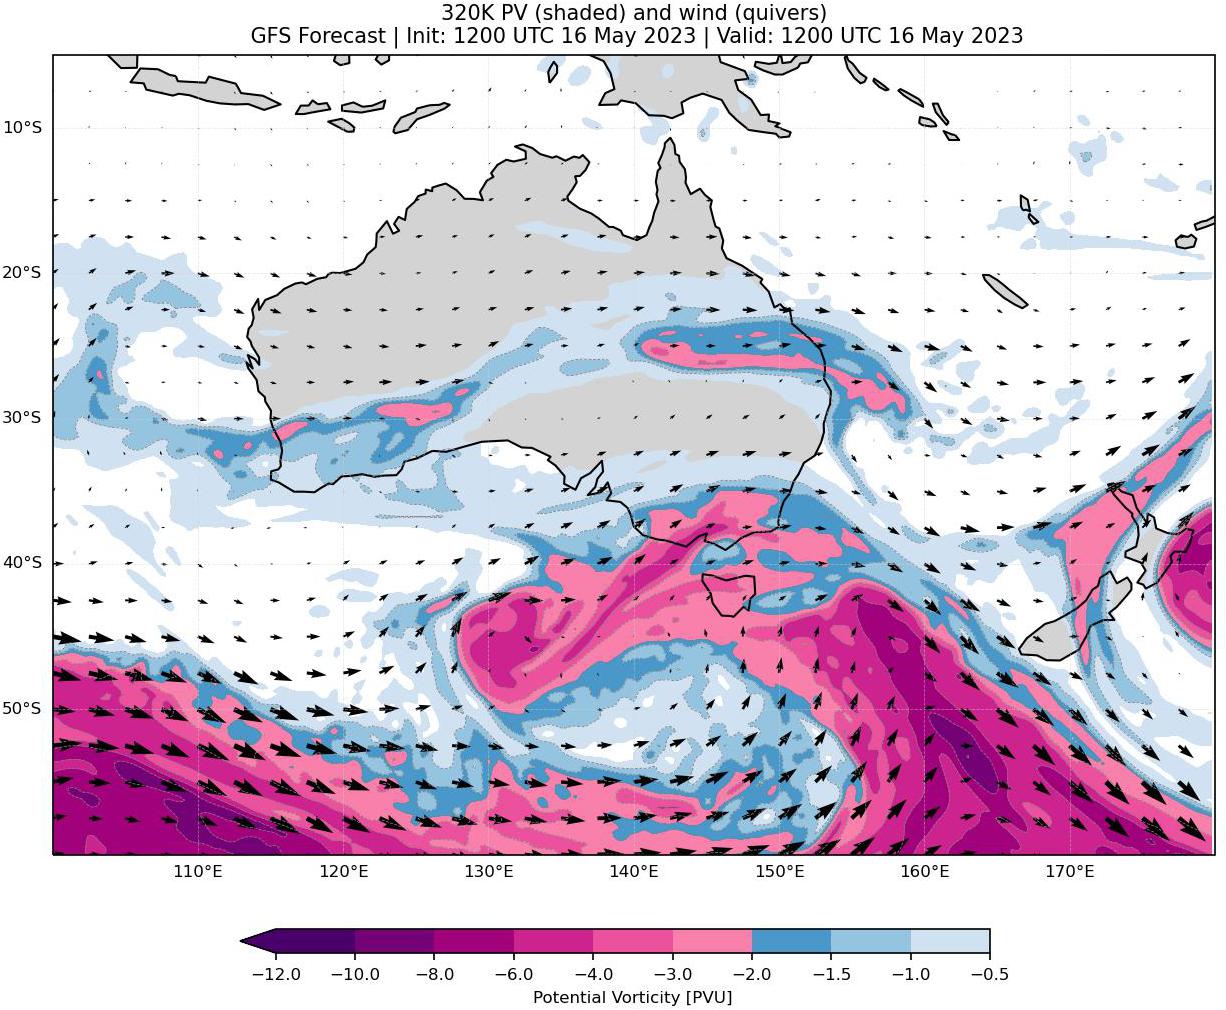 320K PV (shaded) and wind (quivers)
GFS Forecast | Init: 1200 UTC 16 May 2023 | Valid: 1200 UTC 16 May 2023
10°S
20°S
30°S
40°S
50°S
110°E 120°E 130°E 140°E 150°E 160°E 170°E
−12.0 −10.0 −8.0 −6.0 −4.0 −3.0 −2.0 −1.5 −1.0 −0.5
Potential Vorticity [PVU]